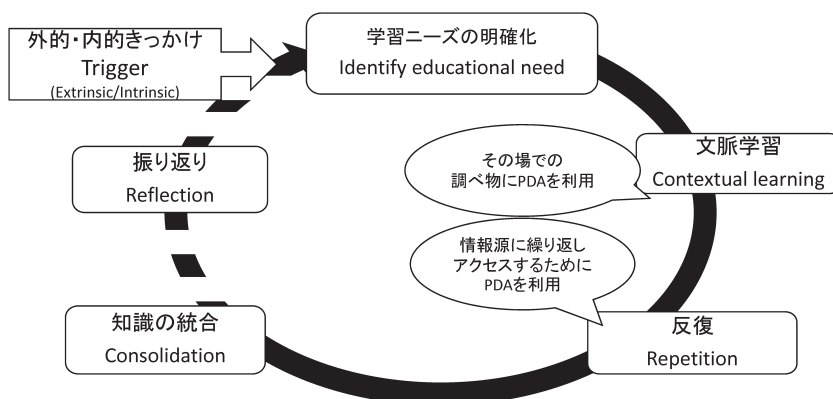 外的・内的きっかけ
Trigger
(Extrinsic/Intrinsic)
学習ニーズの明確化
Identify educational need
その場での
調べ物にPDAを利用
文脈学習
Contextual learning
情報源に繰り返し
アクセスするために
PDAを利用
反復
Repetition
知識の統合
Consolidation
振り返り
Reflection